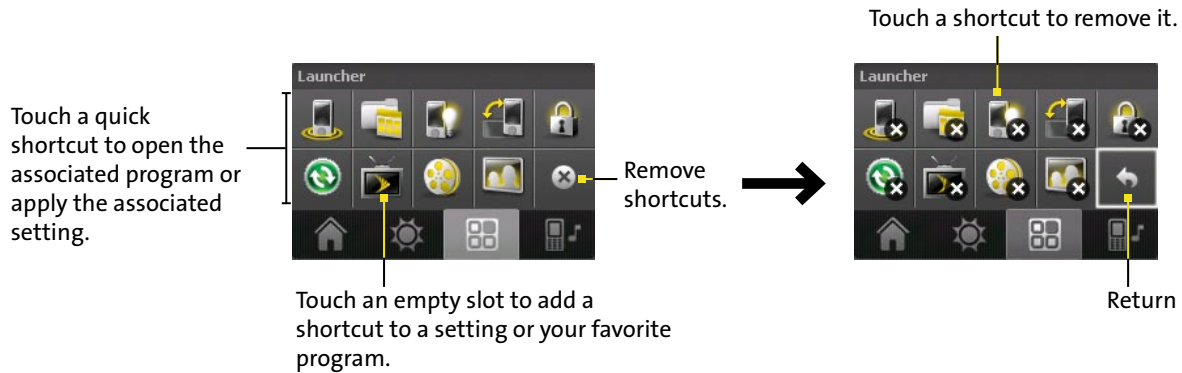 Touch a shortcut to remove it.
Launcher
Launcher
Touch a quick
shortcut to open the
associated program or
apply the associated
setting.
Remove
shortcuts.
Touch an empty slot to add a
shortcut to a setting or your favorite
program.
Return